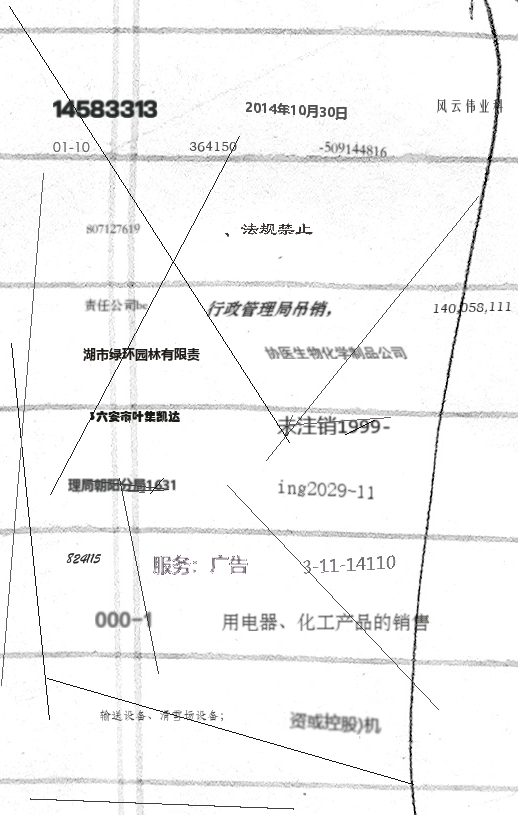 14583313 2014年10月30日 风云伟业科
01-10 364150 -509144816
807127619 、法规禁止
责任公司bc 行政管理局吊销， 140,058,111
湖市绿环园林有限责 协医生物化学制品公司
六安市叶集凯达 未注销1999-
理局朝阳分局1631 ing2029-11
824115 服务：广告 3-11-14110
000-1 用电器、化工产品的销售
输送设备、滑雪场设备； 资或控股)机